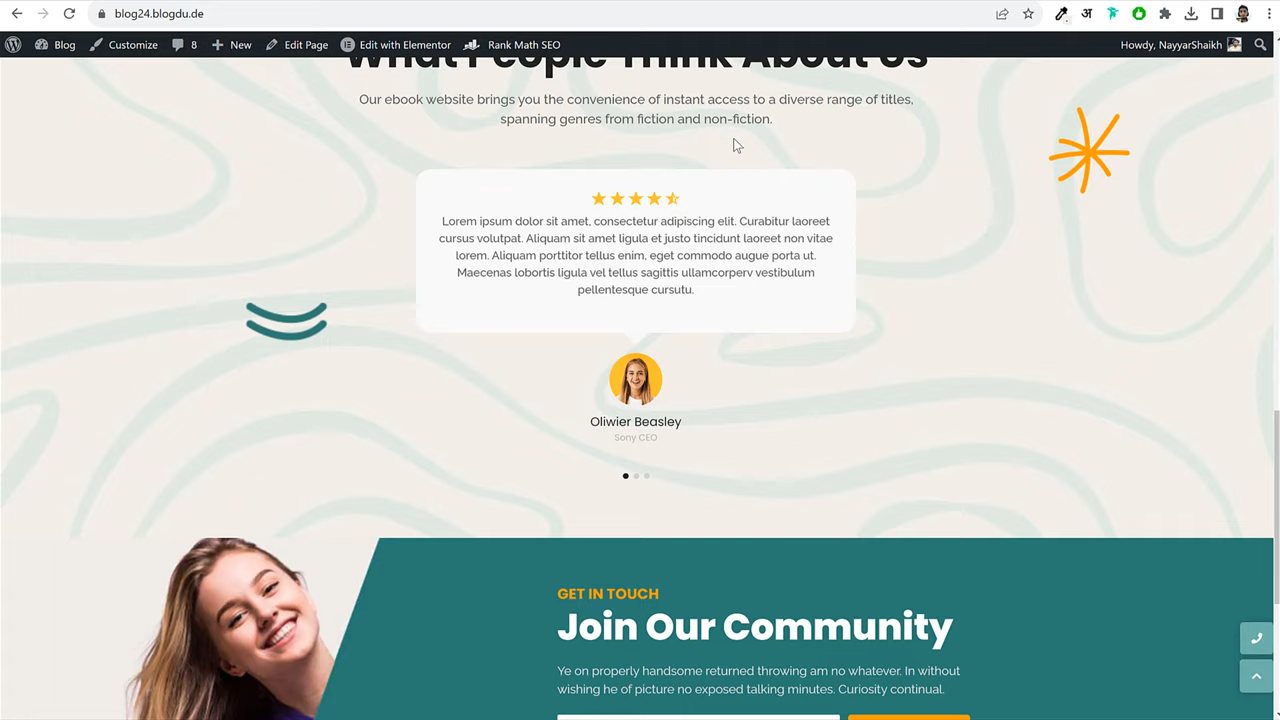 blog24.blogdu.de
अ
Blog Customize 8 New Edit Page Edit with Elementor Rank Math SEO Howdy, NayyarShaikh
What People Think About Us
Our ebook website brings you the convenience of instant access to a diverse range of titles,
spanning genres from fiction and non-fiction.
Lorem ipsum dolor sit amet, consectetur adipiscing elit. Curabitur laoreet
cursus volutpat. Aliquam sit amet ligula et justo tincidunt laoreet non vitae
lorem. Aliquam porttitor tellus enim, eget commodo augue porta ut.
Maecenas lobortis ligula vel tellus sagittis ullamcorperv vestibulum
pellentesque cursutu.
Oliwier Beasley
Sony CEO
GET IN TOUCH
Join Our Community
Ye on properly handsome returned throwing am no whatever. In without
wishing he of picture no exposed talking minutes. Curiosity continual.